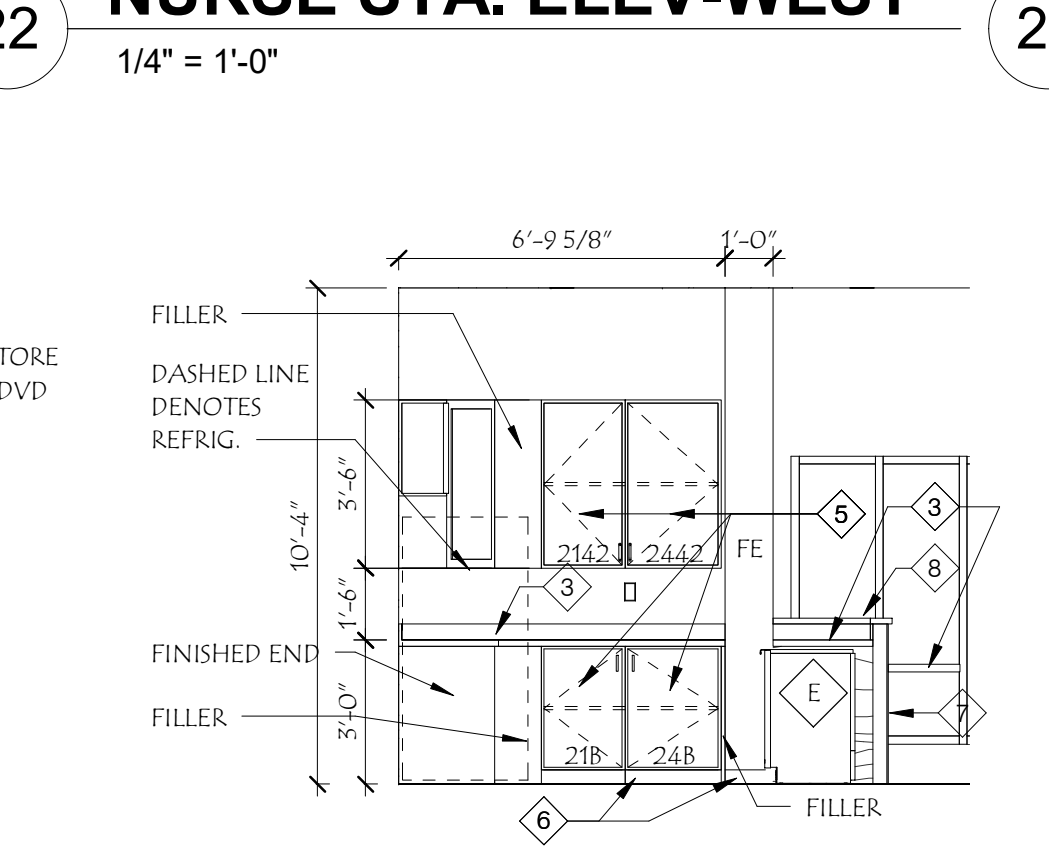 22
NURSE STA. ELEV-WEST
2
1/4" = 1'-0"
6'-9 5/8"
1'-0"
FILLER
TORE
DVD
DASHED LINE
DENOTES
REFRIG.
3'-6"
10'-4"
1'-6"
3'-0"
5
3
2142
2442
FE
8
3
FINISHED END
E
FILLER
7
21B
24B
FILLER
6